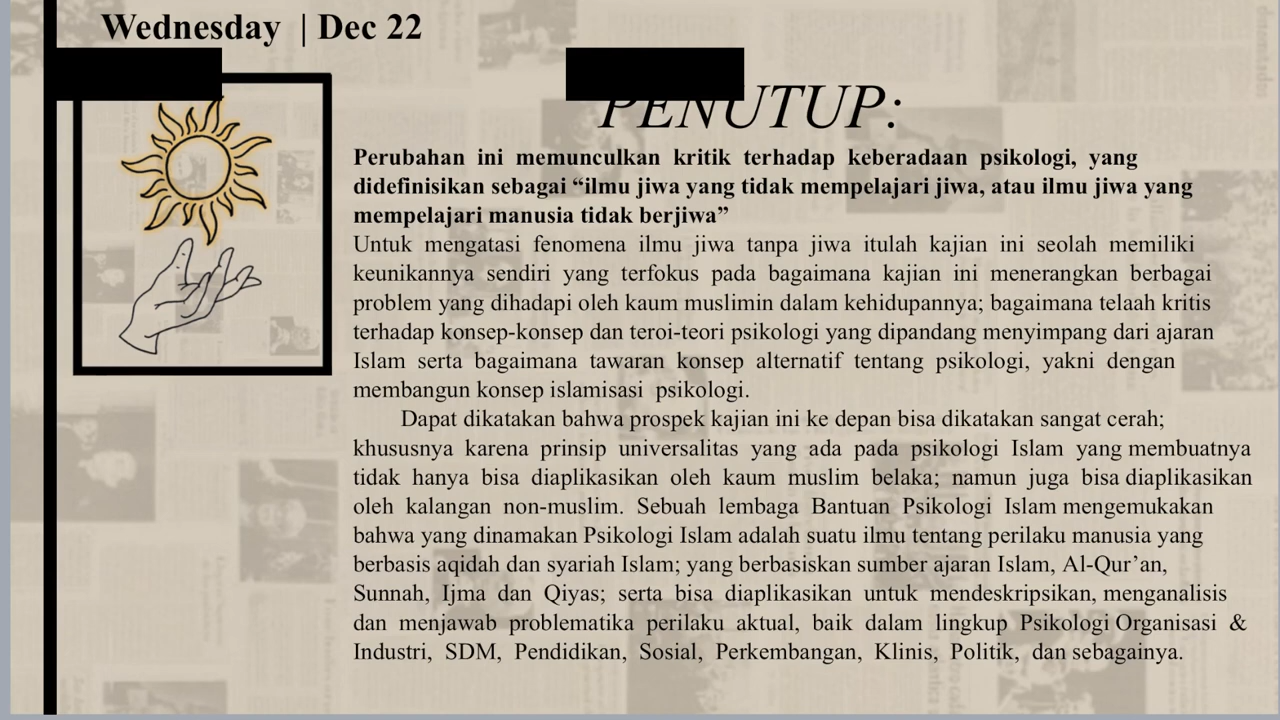 Wednesday | Dec 22
PENUTUP:
Perubahan ini memunculkan kritik terhadap keberadaan psikologi, yang
didefinisikan sebagai “ilmu jiwa yang tidak mempelajari jiwa, atau ilmu jiwa yang
mempelajari manusia tidak berjiwa”
Untuk mengatasi fenomena ilmu jiwa tanpa jiwa itulah kajian ini seolah memiliki
keunikannya sendiri yang terfokus pada bagaimana kajian ini menerangkan berbagai
problem yang dihadapi oleh kaum muslimin dalam kehidupannya; bagaimana telaah kritis
terhadap konsep-konsep dan teroi-teori psikologi yang dipandang menyimpang dari ajaran
Islam serta bagaimana tawaran konsep alternatif tentang psikologi, yakni dengan
membangun konsep islamisasi psikologi.
Dapat dikatakan bahwa prospek kajian ini ke depan bisa dikatakan sangat cerah;
khususnya karena prinsip universalitas yang ada pada psikologi Islam yang membuatnya
tidak hanya bisa diaplikasikan oleh kaum muslim belaka; namun juga bisa diaplikasikan
oleh kalangan non-muslim. Sebuah lembaga Bantuan Psikologi Islam mengemukakan
bahwa yang dinamakan Psikologi Islam adalah suatu ilmu tentang perilaku manusia yang
berbasis aqidah dan syariah Islam; yang berbasiskan sumber ajaran Islam, Al-Qur’an,
Sunnah, Ijma dan Qiyas; serta bisa diaplikasikan untuk mendeskripsikan, menganalisis
dan menjawab problematika perilaku aktual, baik dalam lingkup Psikologi Organisasi &
Industri, SDM, Pendidikan, Sosial, Perkembangan, Klinis, Politik, dan sebagainya.